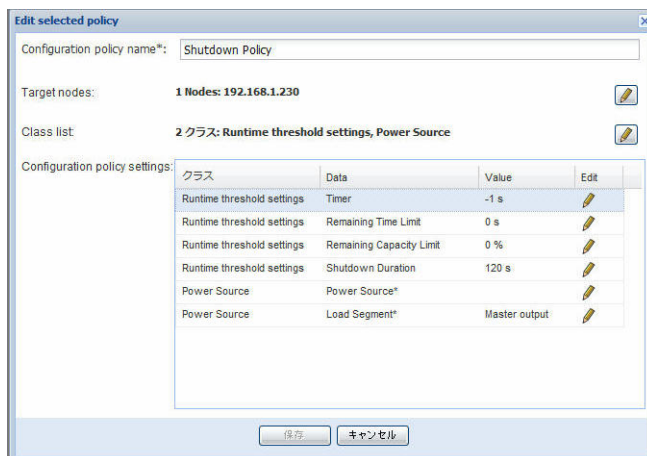 Edit selected policy
Configuration policy name*: Shutdown Policy
Target nodes: 1 Nodes: 192.168.1.230
Class list: 2 クラス: Runtime threshold settings, Power Source
Configuration policy settings:
クラス Data Value Edit
Runtime threshold settings Timer -1 s
Runtime threshold settings Remaining Time Limit 0 s
Runtime threshold settings Remaining Capacity Limit 0 %
Runtime threshold settings Shutdown Duration 120 s
Power Source Power Source*
Power Source Load Segment* Master output
保存 キャンセル